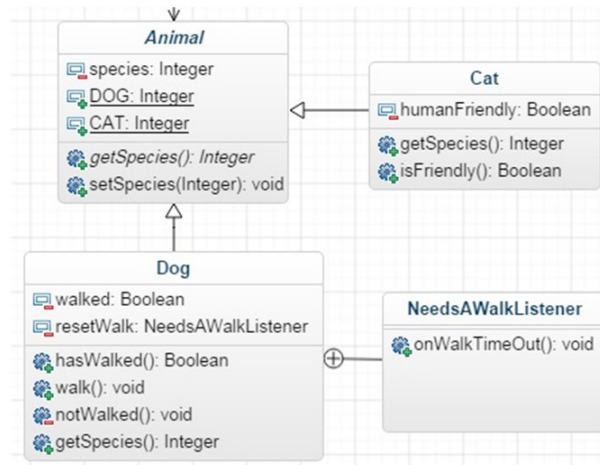 Animal
species: Integer
DOG: Integer
CAT: Integer
getSpecies(): Integer
setSpecies(Integer): void
Cat
humanFriendly: Boolean
getSpecies(): Integer
isFriendly(): Boolean
Dog
walked: Boolean
resetWalk: NeedsAWalkListener
hasWalked(): Boolean
walk(): void
notWalked(): void
getSpecies(): Integer
NeedsAWalkListener
onWalkTimeOut(): void